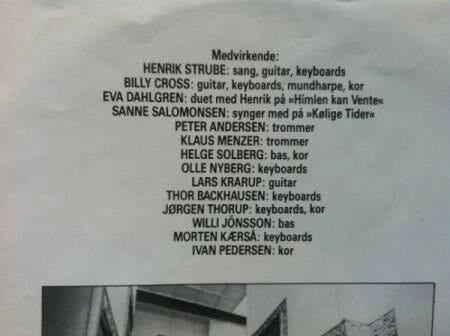 Medvirkende:
HENRIK STRUBE: sang, guitar, keyboards
BILLY CROSS: guitar, keyboards, mundharpe, kor
EVA DAHLGREN: duet med Henrik på »Himlen kan Vente«
SANNE SALOMONSEN: synger med på »Kølige Tider«
PETER ANDERSEN: trommer
KLAUS MENZER: trommer
HELGE SOLBERG: bas, kor
OLLE NYBERG: keyboards
LARS KRARUP: guitar
THOR BACKHAUSEN: keyboards
JØRGEN THORUP: keyboards, kor
WILLI JÓNSSON: bas
MORTEN KÆRSÅ: keyboards
IVAN PEDERSEN: kor